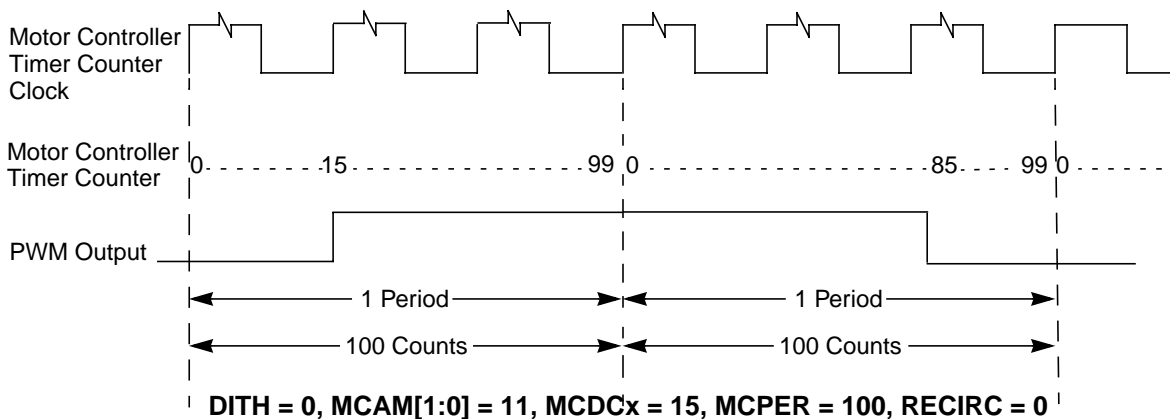 Motor Controller
Timer Counter
Clock
Motor Controller
Timer Counter
0 15 99 0 85 99 0
PWM Output
1 Period 1 Period
100 Counts 100 Counts
DITH = 0, MCAM[1:0] = 11, MCDCx = 15, MCPER = 100, RECIRC = 0